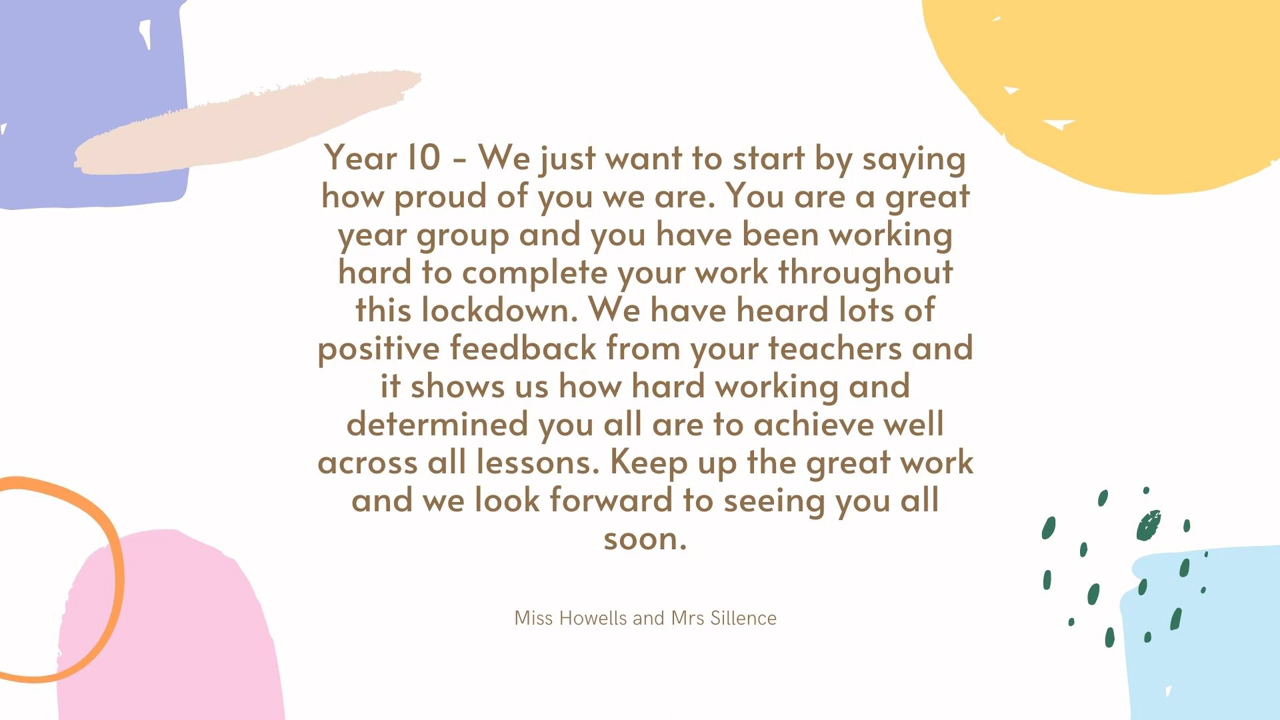 Year 10 - We just want to start by saying
how proud of you we are. You are a great
year group and you have been working
hard to complete your work throughout
this lockdown. We have heard lots of
positive feedback from your teachers and
it shows us how hard working and
determined you all are to achieve well
across all lessons. Keep up the great work
and we look forward to seeing you all
soon.
Miss Howells and Mrs Sillence